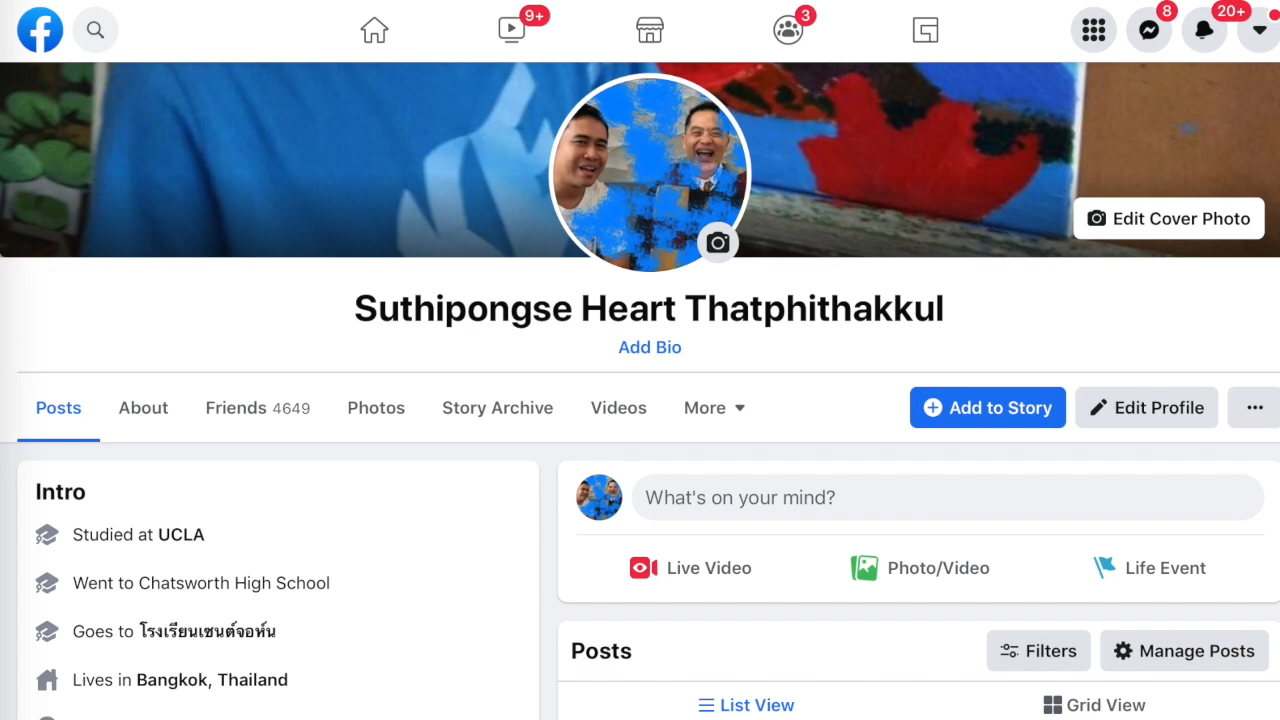 9+
3
8
20+
Edit Cover Photo
Suthipongse Heart Thatphithakkul
Add Bio
Posts About Friends 4649 Photos Story Archive Videos More
Add to Story Edit Profile
Intro
Studied at UCLA
Went to Chatsworth High School
Goes to โรงเรียนเซนต์จอห์น
Lives in Bangkok, Thailand
What's on your mind?
Live Video Photo/Video Life Event
Posts Filters Manage Posts
List View Grid View